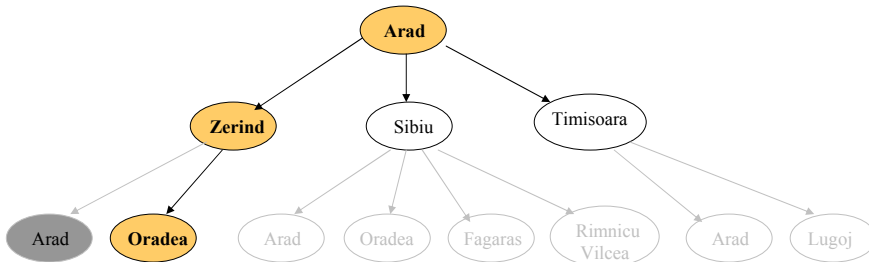 Arad
Zerind
Sibiu
Timisoara
Arad
Oradea
Arad
Oradea
Fagaras
Rimnicu
Vilcea
Arad
Lugoj